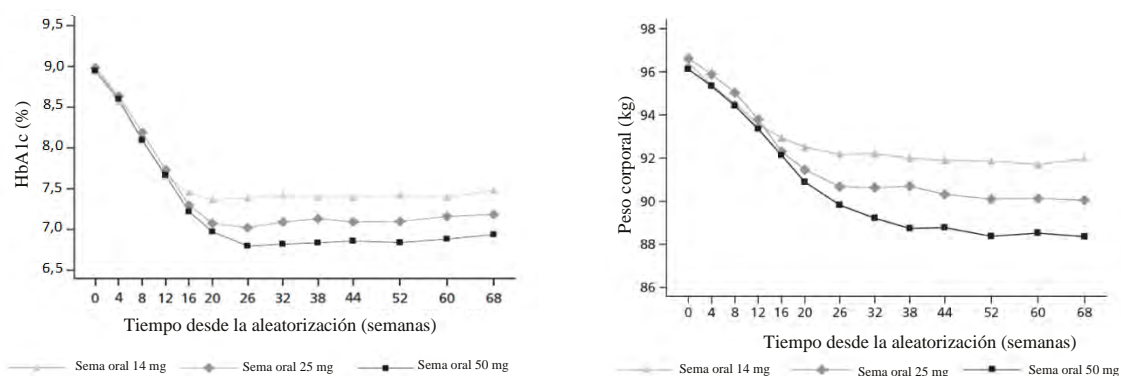 HbA1c (%)
9,5
9,0
8,5
8,0
7,5
7,0
6,5
0 4 8 12 16 20 26 32 38 44 52 60 68
Tiempo desde la aleatorización (semanas)
Sema oral 14 mg Sema oral 25 mg Sema oral 50 mg
Peso corporal (kg)
98
96
94
92
90
88
86
0 4 8 12 16 20 26 32 38 44 52 60 68
Tiempo desde la aleatorización (semanas)
Sema oral 14 mg Sema oral 25 mg Sema oral 50 mg